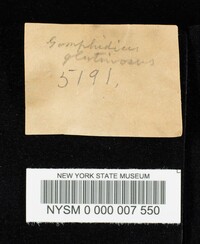 Gomphidius
glutinosus
5191,
NEW YORK STATE MUSEUM
NYSM 0 000 007 550